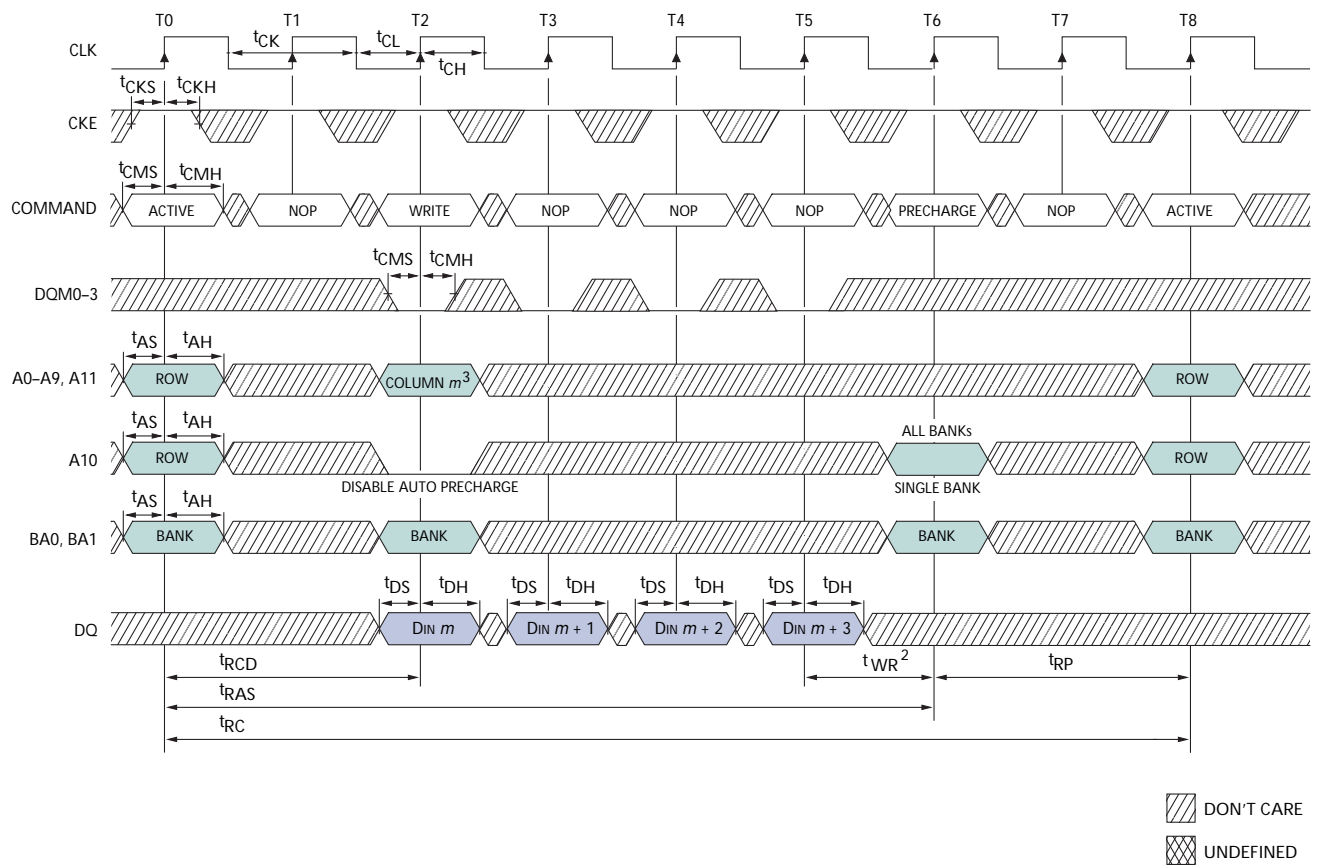 T0 T1 T2 T3 T4 T5 T6 T7 T8
CLK
tCK tCL
tCH
tCKS tCKH
CKE
tCMS tCMH
COMMAND ACTIVE NOP WRITE NOP NOP NOP PRECHARGE NOP ACTIVE
tCMS tCMH
DQM0–3
tAS tAH
A0–A9, A11 ROW COLUMN m3 ROW
tAS tAH ALL BANKs
A10 ROW ROW
DISABLE AUTO PRECHARGE SINGLE BANK
tAS tAH
BA0, BA1 BANK BANK BANK BANK
tDS tDH tDS tDH tDS tDH tDS tDH
DQ DIN m DIN m + 1 DIN m + 2 DIN m + 3
tRCD tWR2 tRP
tRAS
tRC
DON'T CARE
UNDEFINED